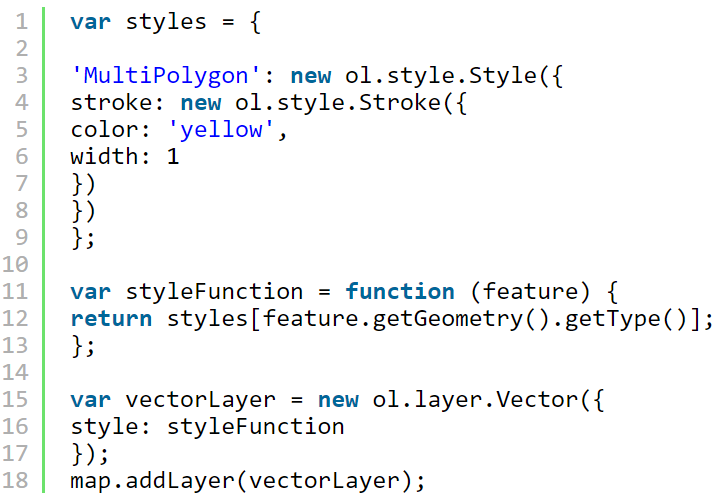 1 var styles = {
2
3 'MultiPolygon': new ol.style.Style({
4 stroke: new ol.style.Stroke({
5 color: 'yellow',
6 width: 1
7 })
8 })
9 };
10
11 var styleFunction = function (feature) {
12 return styles[feature.getGeometry().getType()];
13 };
14
15 var vectorLayer = new ol.layer.Vector({
16 style: styleFunction
17 });
18 map.addLayer(vectorLayer);